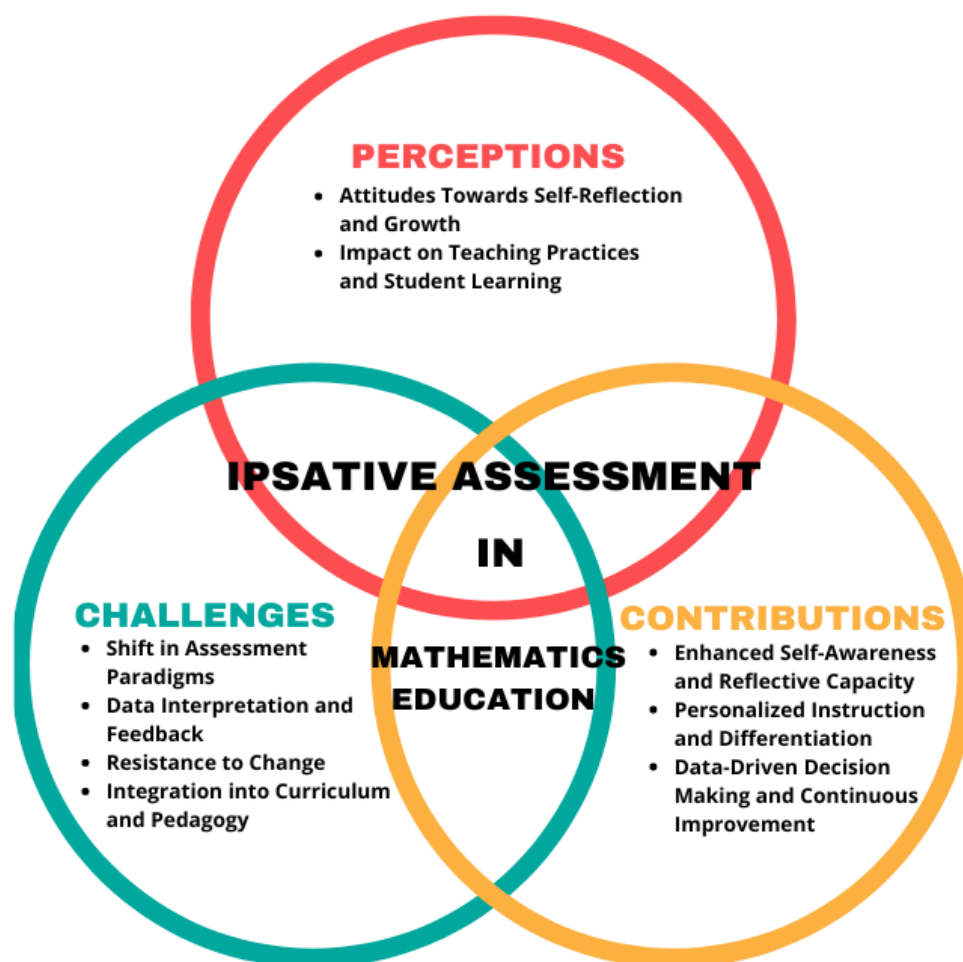 PERCEPTIONS
• Attitudes Towards Self-Reflection
and Growth
• Impact on Teaching Practices
and Student Learning
IPSATIVE ASSESSMENT
IN
MATHEMATICS
EDUCATION
CHALLENGES
• Shift in Assessment
Paradigms
• Data Interpretation and
Feedback
• Resistance to Change
• Integration into Curriculum
and Pedagogy
CONTRIBUTIONS
• Enhanced Self-Awareness
and Reflective Capacity
• Personalized Instruction
and Differentiation
• Data-Driven Decision
Making and Continuous
Improvement